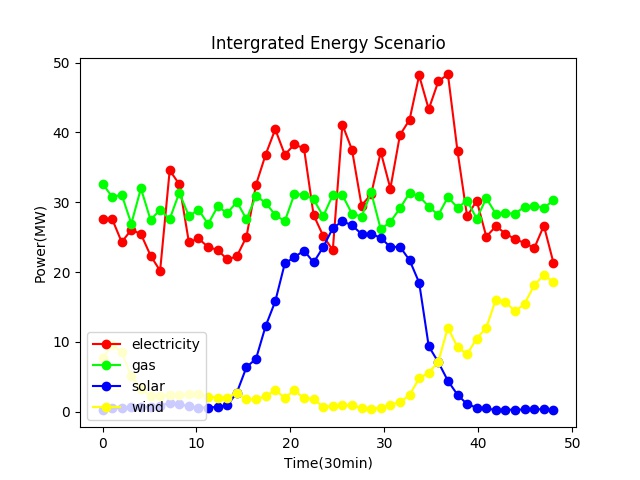 Intergrated Energy Scenario
50
40
30
20
10
0
Power(MW)
electricity
gas
solar
wind
0 10 20 30 40 50
Time(30min)